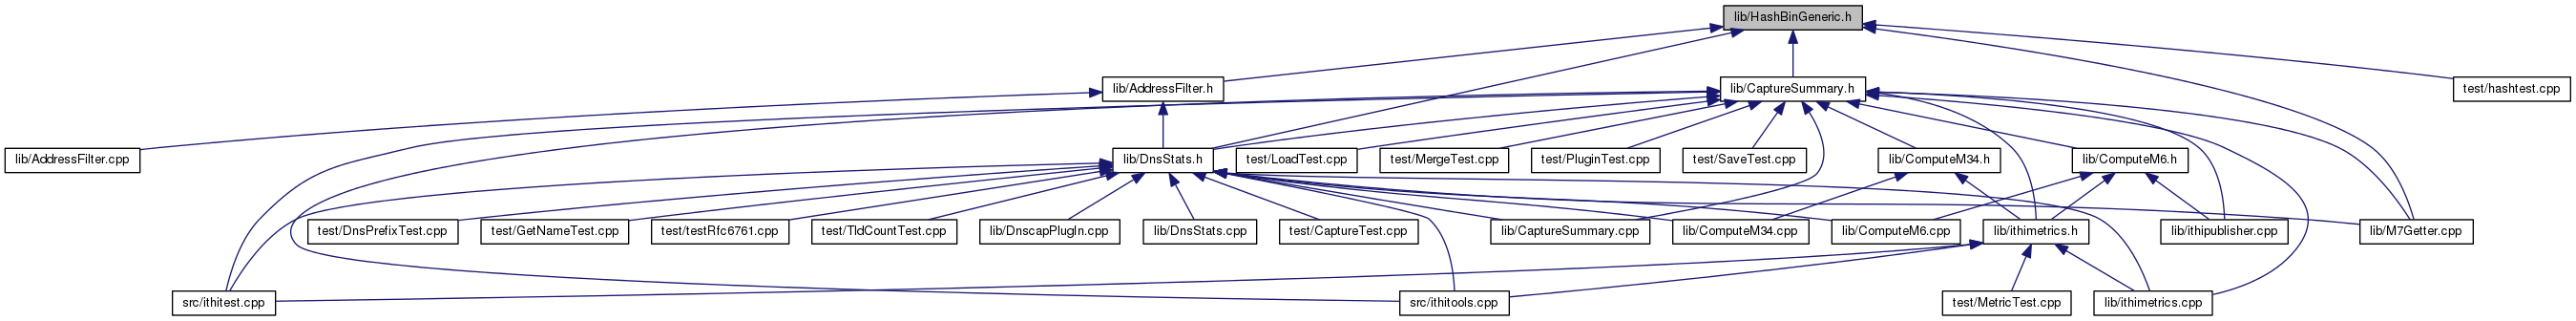 lib/HashBinGeneric.h
lib/AddressFilter.h
lib/CaptureSummary.h
test/hashtest.cpp
lib/AddressFilter.cpp
lib/DnsStats.h
test/LoadTest.cpp
test/MergeTest.cpp
test/PluginTest.cpp
test/SaveTest.cpp
lib/ComputeM34.h
lib/ComputeM6.h
test/DnsPrefixTest.cpp
test/GetNameTest.cpp
test/testRfc6761.cpp
test/TldCountTest.cpp
lib/DnscapPlugIn.cpp
lib/DnsStats.cpp
test/CaptureTest.cpp
lib/CaptureSummary.cpp
lib/ComputeM34.cpp
lib/ComputeM6.cpp
lib/ithimetrics.h
lib/ithipublisher.cpp
lib/M7Getter.cpp
src/ithitest.cpp
src/ithitools.cpp
test/MetricTest.cpp
lib/ithimetrics.cpp